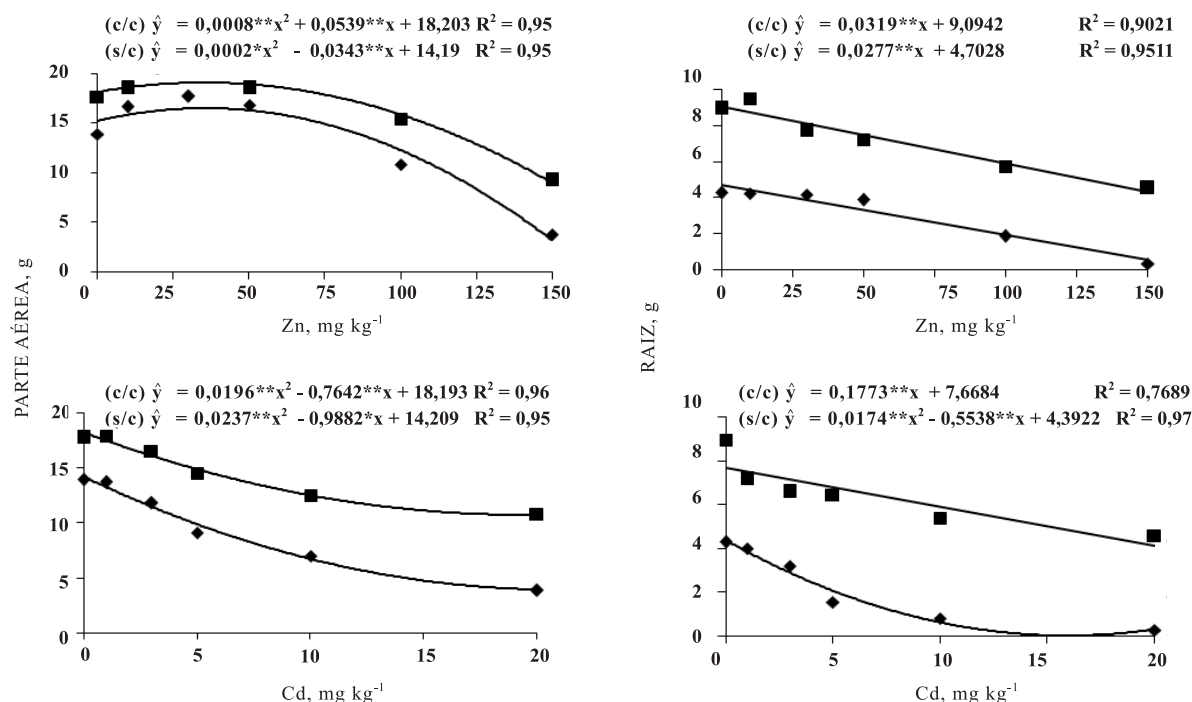 (c/c) ŷ = 0,0008**x² + 0,0539**x + 18,203 R² = 0,95
(s/c) ŷ = 0,0002*x² - 0,0343**x + 14,19 R² = 0,95
20
15
10
5
0
0 25 50 75 100 125 150
Zn, mg kg⁻¹
(c/c) ŷ = 0,0319**x + 9,0942 R² = 0,9021
(s/c) ŷ = 0,0277**x + 4,7028 R² = 0,9511
10
8
6
4
2
0
0 25 50 75 100 125 150
Zn, mg kg⁻¹
PARTE AÉREA, g
RAIZ, g
(c/c) ŷ = 0,0196**x² - 0,7642**x + 18,193 R² = 0,96
(s/c) ŷ = 0,0237**x² - 0,9882*x + 14,209 R² = 0,95
20
15
10
5
0
0 5 10 15 20
Cd, mg kg⁻¹
(c/c) ŷ = 0,1773**x + 7,6684 R² = 0,7689
(s/c) ŷ = 0,0174**x² - 0,5538**x + 4,3922 R² = 0,97
10
8
6
4
2
0
0 5 10 15 20
Cd, mg kg⁻¹